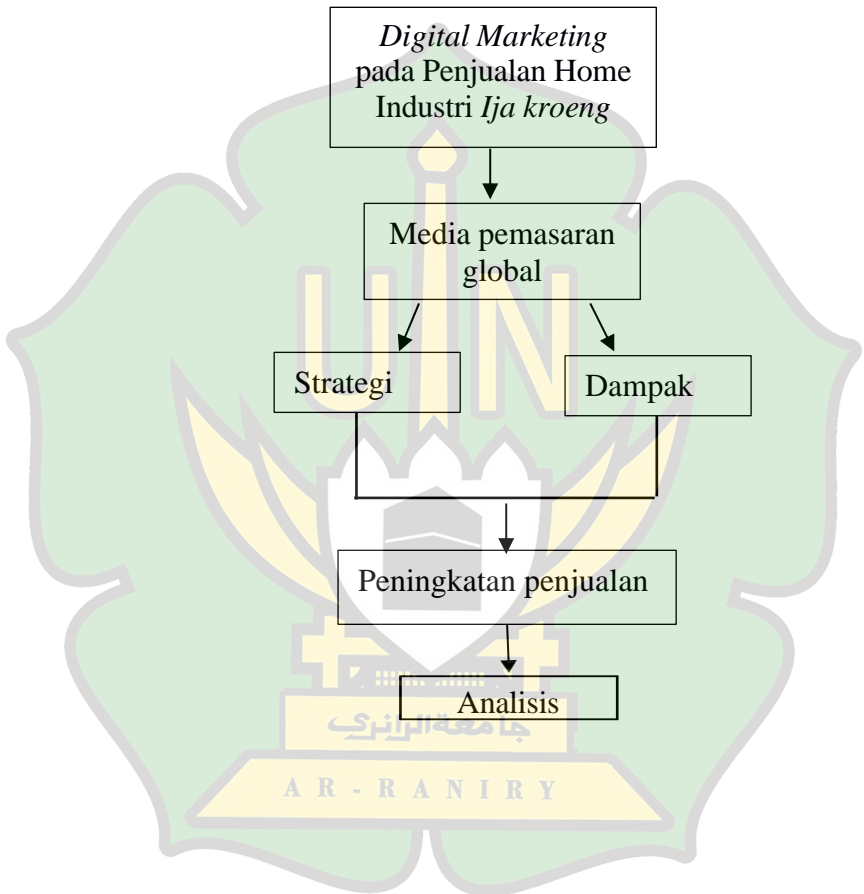 Digital Marketing
pada Penjualan Home
Industri Ija kroeng
Media pemasaran
global
Strategi
Dampak
Peningkatan penjualan
Analisis
UIN
جامعة الرانري
AR-RANIRY